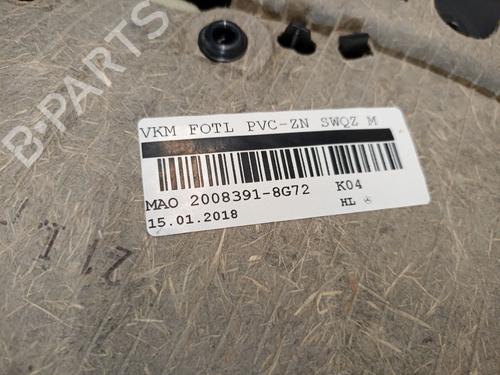 B-PARTS
VKM FOTL PVC-ZN SWQZ M
MAO 2008391-8G72 K04
15.01.2018 HL